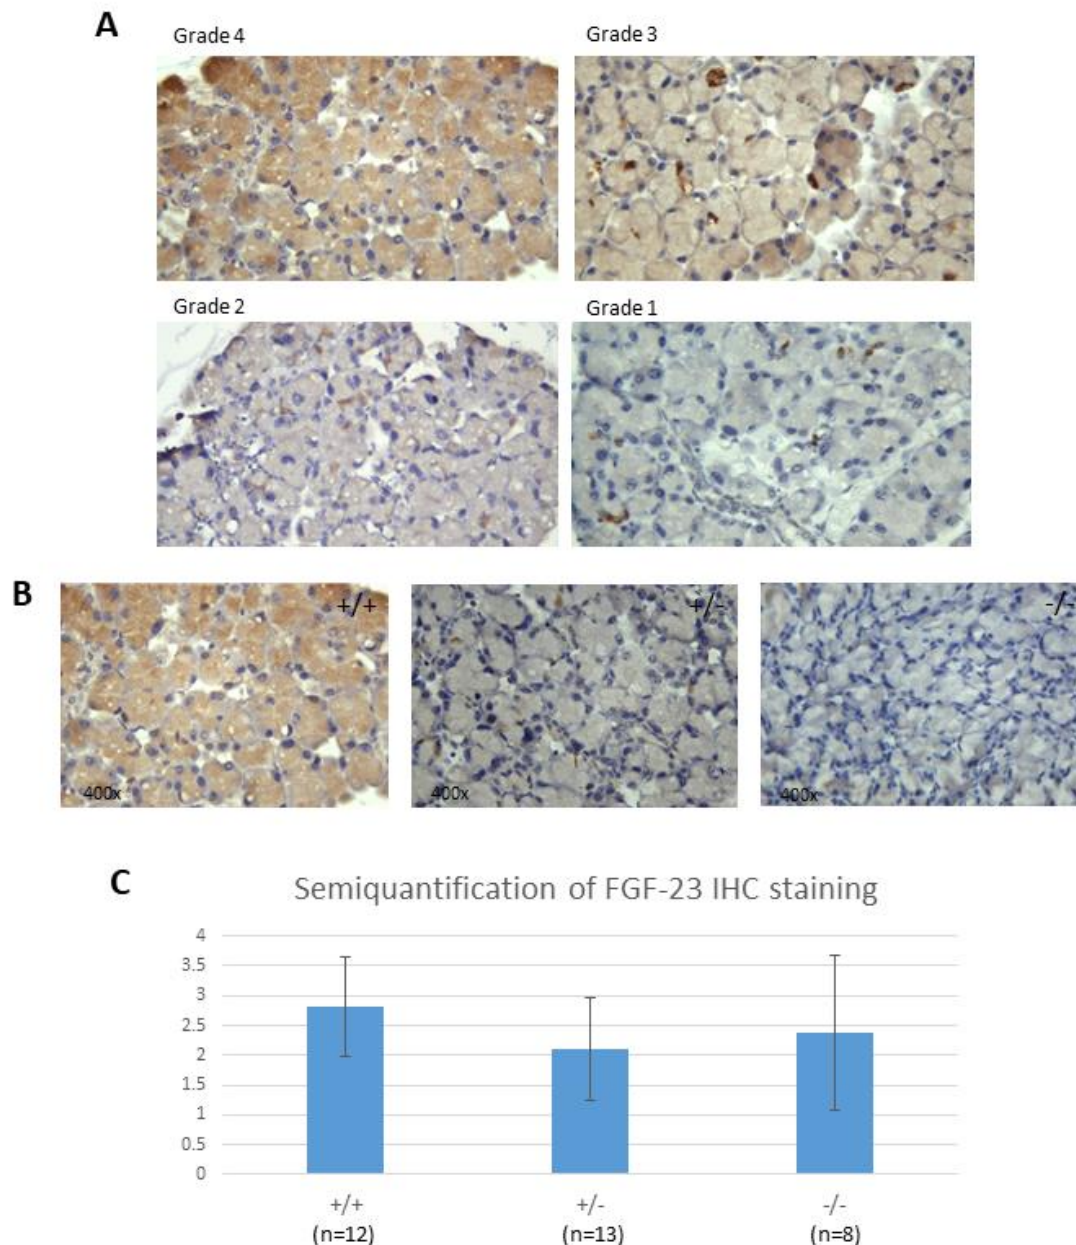 A
Grade 4
Grade 3
Grade 2
Grade 1
B
+/+
+/-
-/-
400x
400x
400x
C
Semiquantification of FGF-23 IHC staining
4
3.5
3
2.5
2
1.5
1
0.5
0
+/+
+/-
-/-
(n=12)
(n=13)
(n=8)